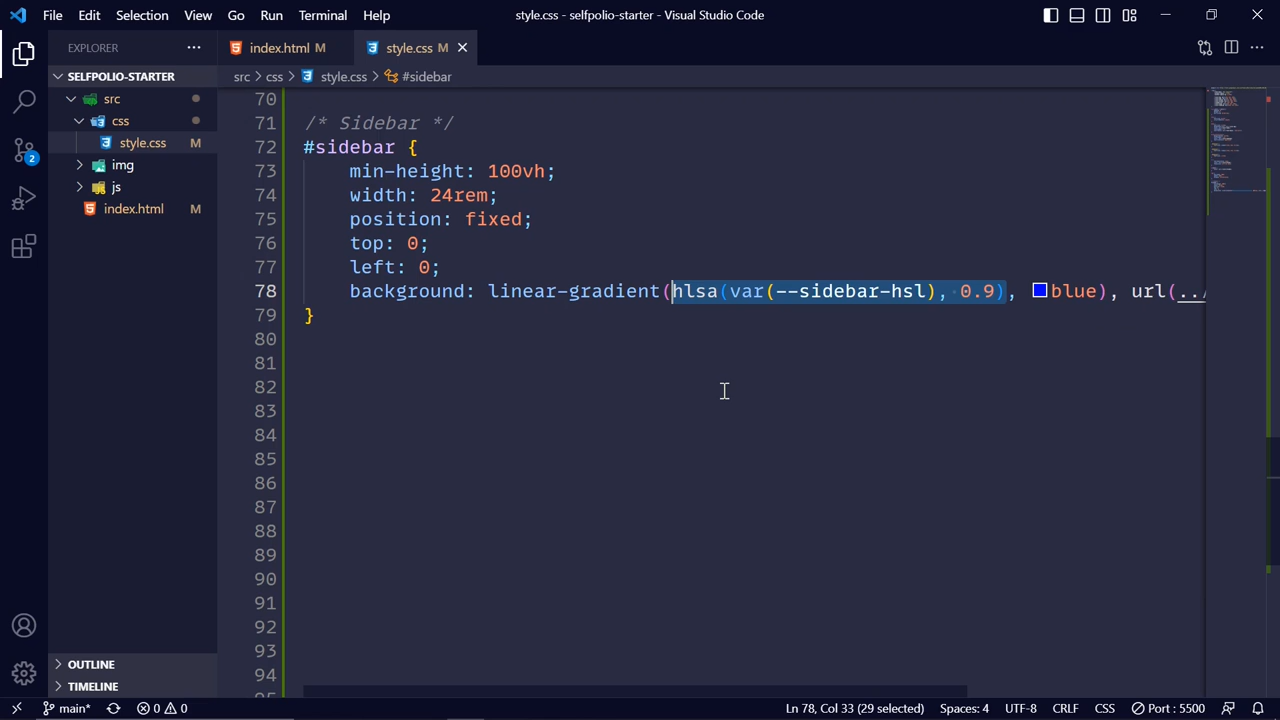 File Edit Selection View Go Run Terminal Help style.css - selfpolio-starter - Visual Studio Code
EXPLORER ··· index.html M style.css M
SELFPOLIO-STARTER src > css > style.css > #sidebar
src
css
style.css M
img
js
index.html M
70
71 /* Sidebar */
72 #sidebar {
73 min-height: 100vh;
74 width: 24rem;
75 position: fixed;
76 top: 0;
77 left: 0;
78 background: linear-gradient(hlsa(var(--sidebar-hsl), 0.9), blue), url(../
79 }
80
81
82
83
84
85
86
87
88
89
90
91
92
93
94
2
OUTLINE
TIMELINE
main* 0 0 Ln 78, Col 33 (29 selected) Spaces: 4 UTF-8 CRLF CSS Port : 5500